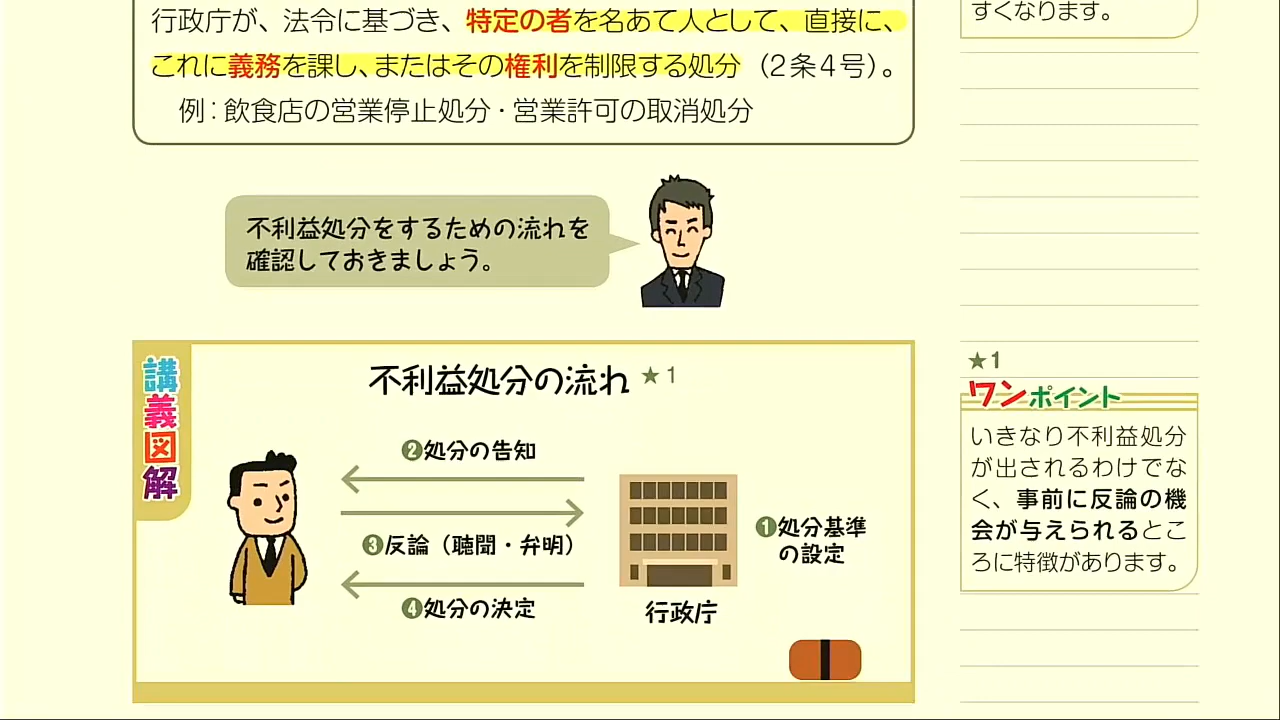 行政庁が、法令に基づき、特定の者を名あて人として、直接に、
これに義務を課し、またはその権利を制限する処分（2条4号）。
例：飲食店の営業停止処分・営業許可の取消処分
すくなります。
不利益処分をするための流れを
確認しておきましょう。
講義図解
不利益処分の流れ ★1
❷処分の告知
❸反論（聴聞・弁明）
❹処分の決定
行政庁
❶処分基準
の設定
★1
ワンポイント
いきなり不利益処分
が出されるわけでな
く、事前に反論の機
会が与えられるとこ
ろに特徴があります。